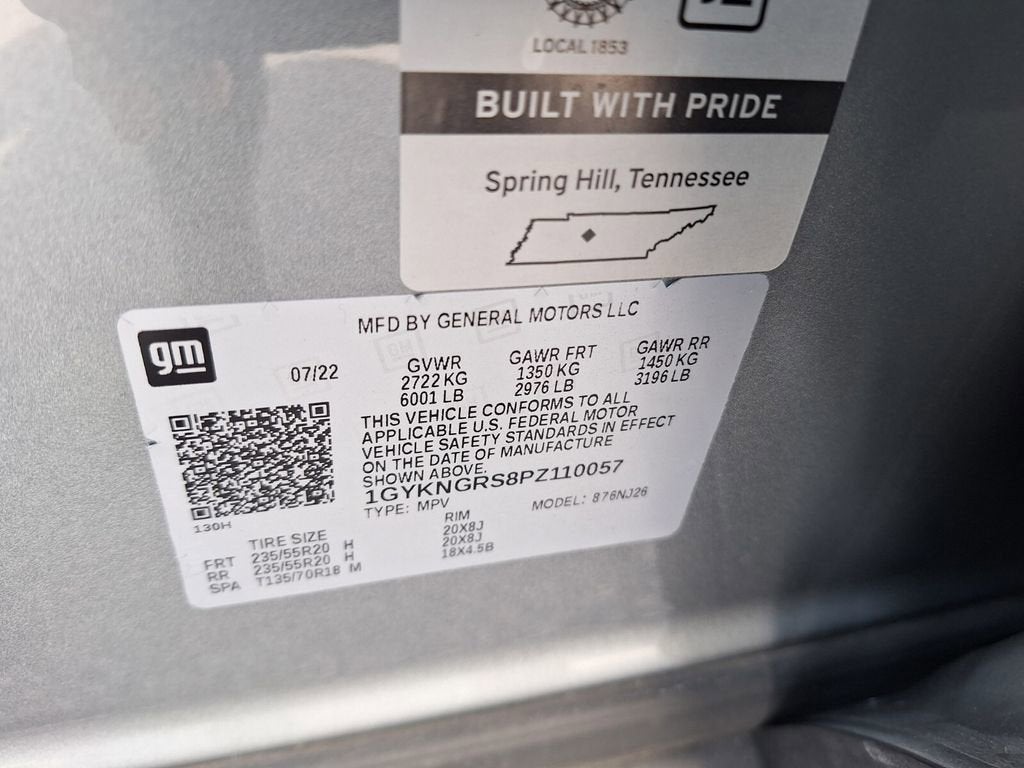 LOCAL 1853
BUILT WITH PRIDE
Spring Hill, Tennessee
MFD BY GENERAL MOTORS LLC
gm
07/22
GVWR
2722 KG
6001 LB
GAWR FRT
1350 KG
2976 LB
GAWR RR
1450 KG
3196 LB
THIS VEHICLE CONFORMS TO ALL
APPLICABLE U.S. FEDERAL MOTOR
VEHICLE SAFETY STANDARDS IN EFFECT
ON THE DATE OF MANUFACTURE
SHOWN ABOVE.
1GYKNGRS8PZ110057
TYPE: MPV MODEL: 876NJ26
130H
TIRE SIZE RIM
FRT 235/55R20 H 20X8J
RR 235/55R20 H 20X8J
SPA T135/70R18 M 18X4.5B